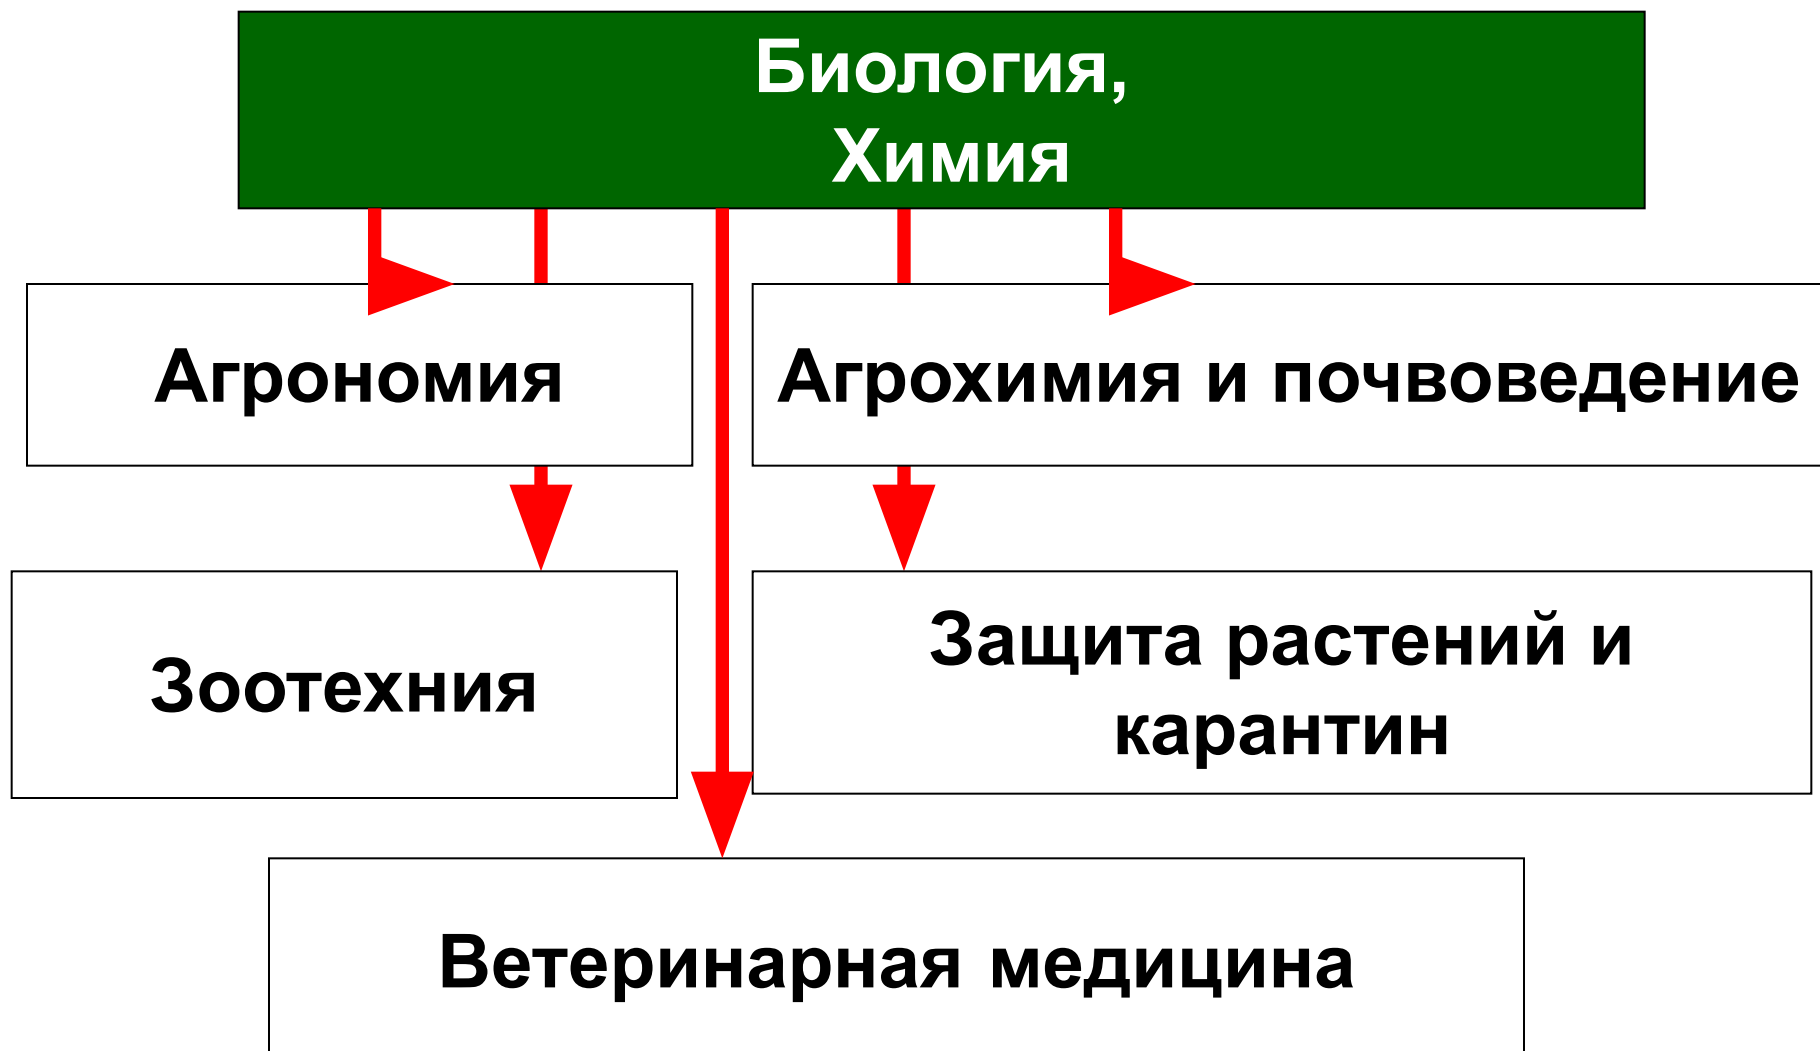 Биология,
Химия
Агрономия
Агрохимия и почвоведение
Зоотехния
Защита растений и
карантин
Ветеринарная медицина